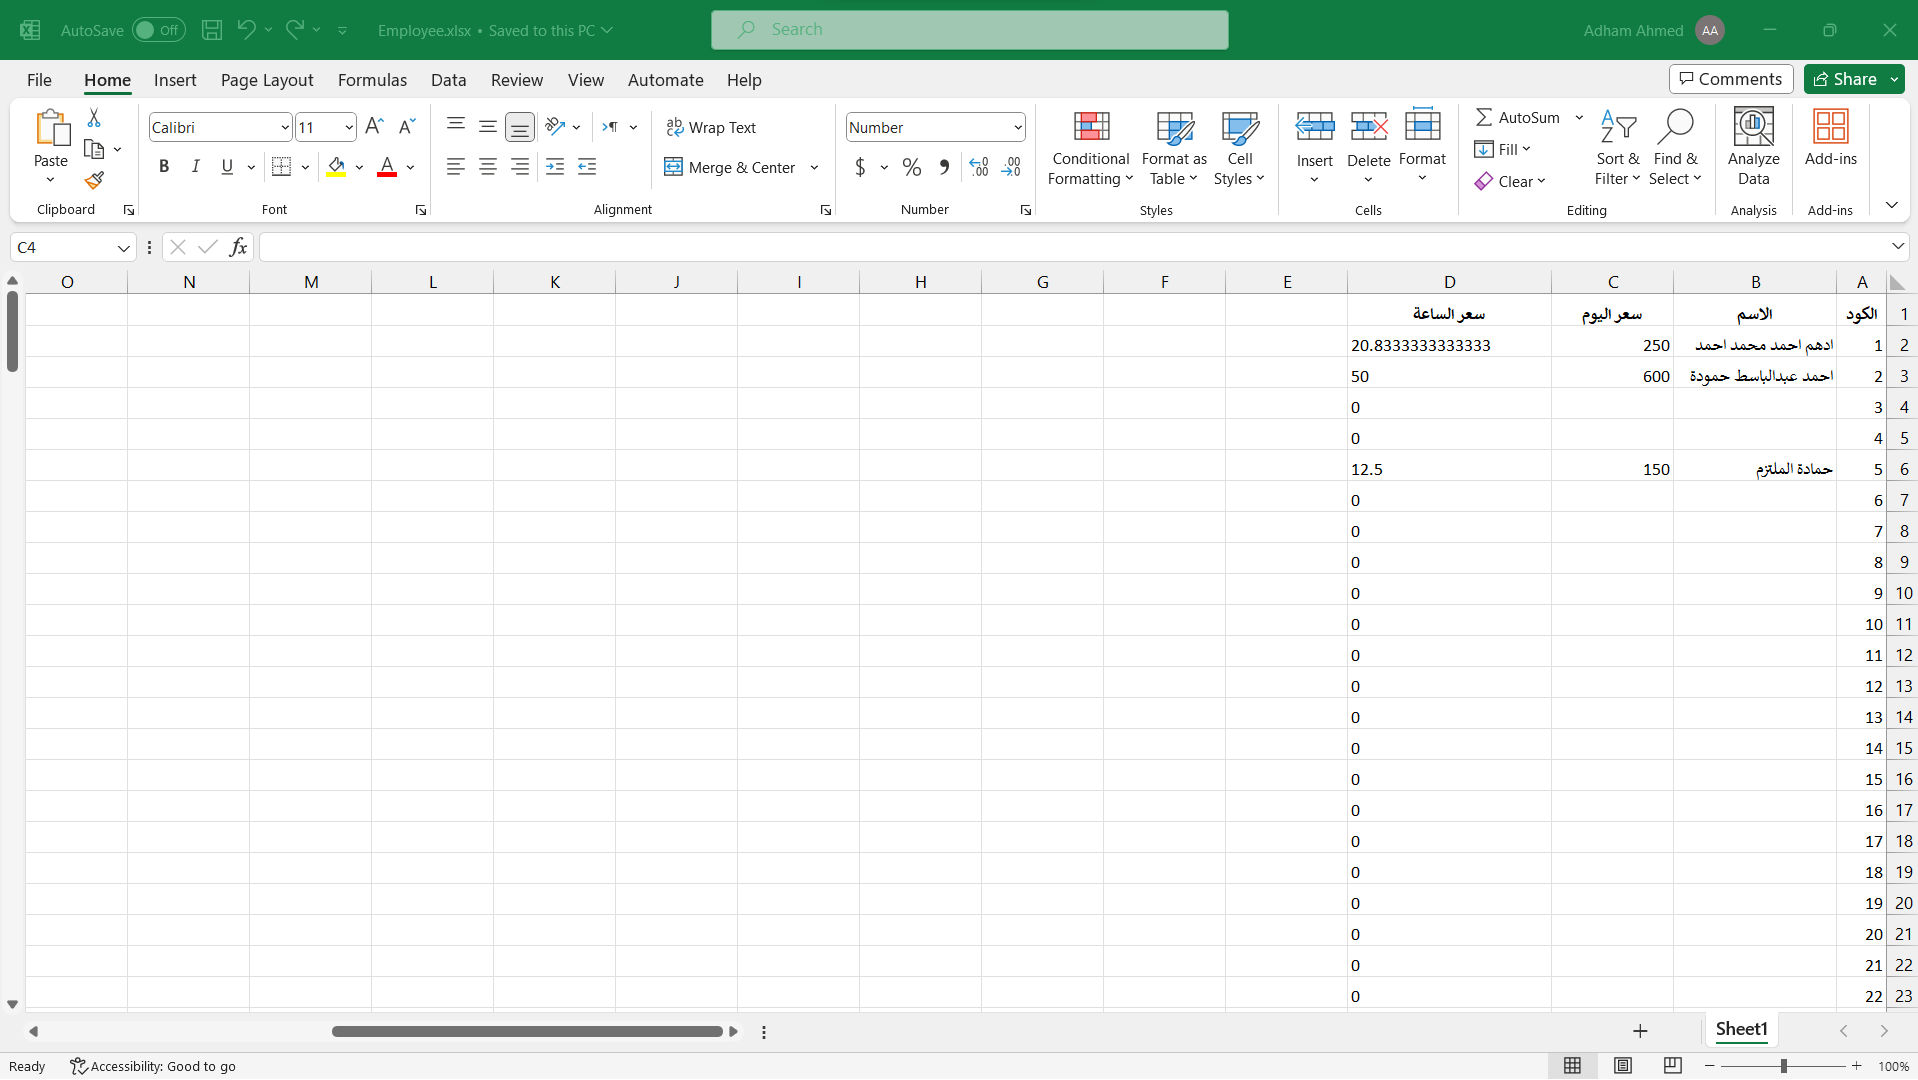 AutoSave Off Employee.xlsx • Saved to this PC Search Adham Ahmed AA
File Home Insert Page Layout Formulas Data Review View Automate Help Comments Share
Paste
Clipboard
Calibri 11
B I U A
Font
Wrap Text
Merge & Center
Alignment
Number
$ % 
Number
Conditional Formatting
Format as Table
Cell Styles
Styles
Insert
Delete
Format
Cells
AutoSum
Fill
Clear
Sort & Filter
Find & Select
Editing
Analyze Data
Analysis
Add-ins
Add-ins
C4 fx
O N M L K J I H G F E D C B A
1 الكود الاسم سعر اليوم سعر الساعة
2 1 ادهم احمد محمد احمد 250 20.8333333333333
3 2 احمد عبدالباسط حمودة 600 50
4 3 0
5 4 0
6 5 حمادة الملتزم 150 12.5
7 6 0
8 7 0
9 8 0
10 9 0
11 10 0
12 11 0
13 12 0
14 13 0
15 14 0
16 15 0
17 16 0
18 17 0
19 18 0
20 19 0
21 20 0
22 21 0
23 22 0
Sheet1
Ready Accessibility: Good to go 100%